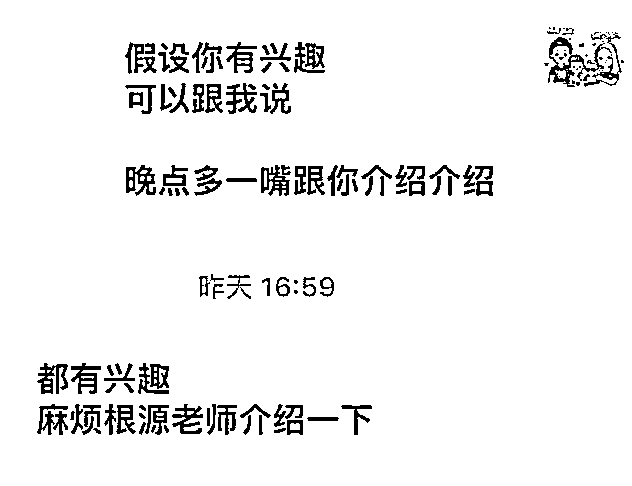 假设你有兴趣
可以跟我说
晚点多一嘴跟你介绍介绍
昨天 16:59
都有兴趣
麻烦根源老师介绍一下